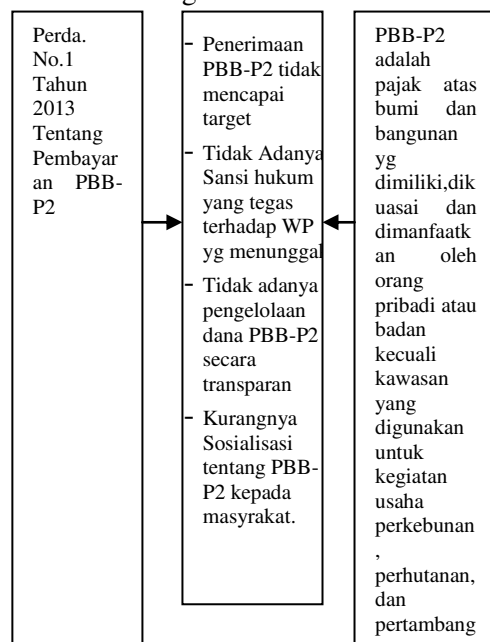 Perda.
No.1
Tahun
2013
Tentang
Pembayar
an PBB-
P2
- Penerimaan
PBB-P2 tidak
mencapai
target
- Tidak Adanya
Sansi hukum
yang tegas
terhadap WP
yg menunggal
- Tidak adanya
pengelolaan
dana PBB-P2
secara
transparan
- Kurangnya
Sosialisasi
tentang PBB-
P2 kepada
masyrakat.
PBB-P2
adalah
pajak atas
bumi dan
bangunan
yg
dimiliki,dik
uasai dan
dimanfaatk
an oleh
orang
pribadi atau
badan
kecuali
kawasan
yang
digunakan
untuk
kegiatan
usaha
perkebunan
,
perhutanan,
dan
pertambang